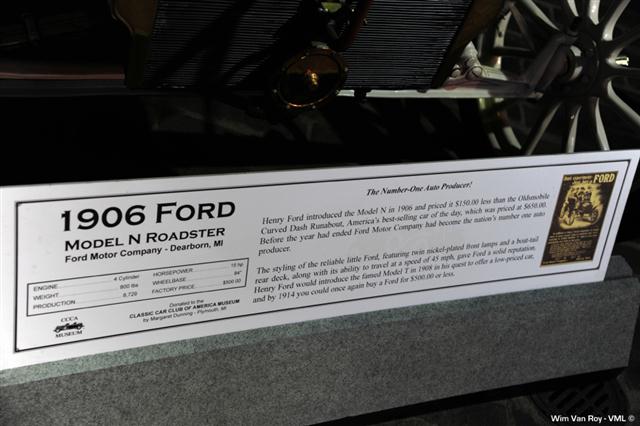 The Number-One Auto Producer!
1906 FORD
MODEL N ROADSTER
Ford Motor Company - Dearborn, MI
ENGINE 4 Cylinder HORSEPOWER 15 hp
WEIGHT 800 lbs WHEELBASE 84"
PRODUCTION 8,729 FACTORY PRICE $500.00
CCCA
MUSEUM
Donated to the
CLASSIC CAR CLUB OF AMERICA MUSEUM
by Margaret Dunning - Plymouth, MI
Henry Ford introduced the Model N in 1906 and priced it $150.00 less than the Oldsmobile
Curved Dash Runabout, America's best-selling car of the day, which was priced at $650.00.
Before the year had ended Ford Motor Company had become the nation's number one auto
producer.
The styling of the reliable little Ford, featuring twin nickel-plated front lamps and a bout-tail
rear deck, along with its ability to travel a speed of 45 mph, gave Ford a solid reputation.
Henry Ford would introduce the famed Model T in 1908 in his quest to offer a low-priced car,
and by 1914 you could once again buy a Ford for $500.00 or less.
FORD
Wim Van Roy - VML ©